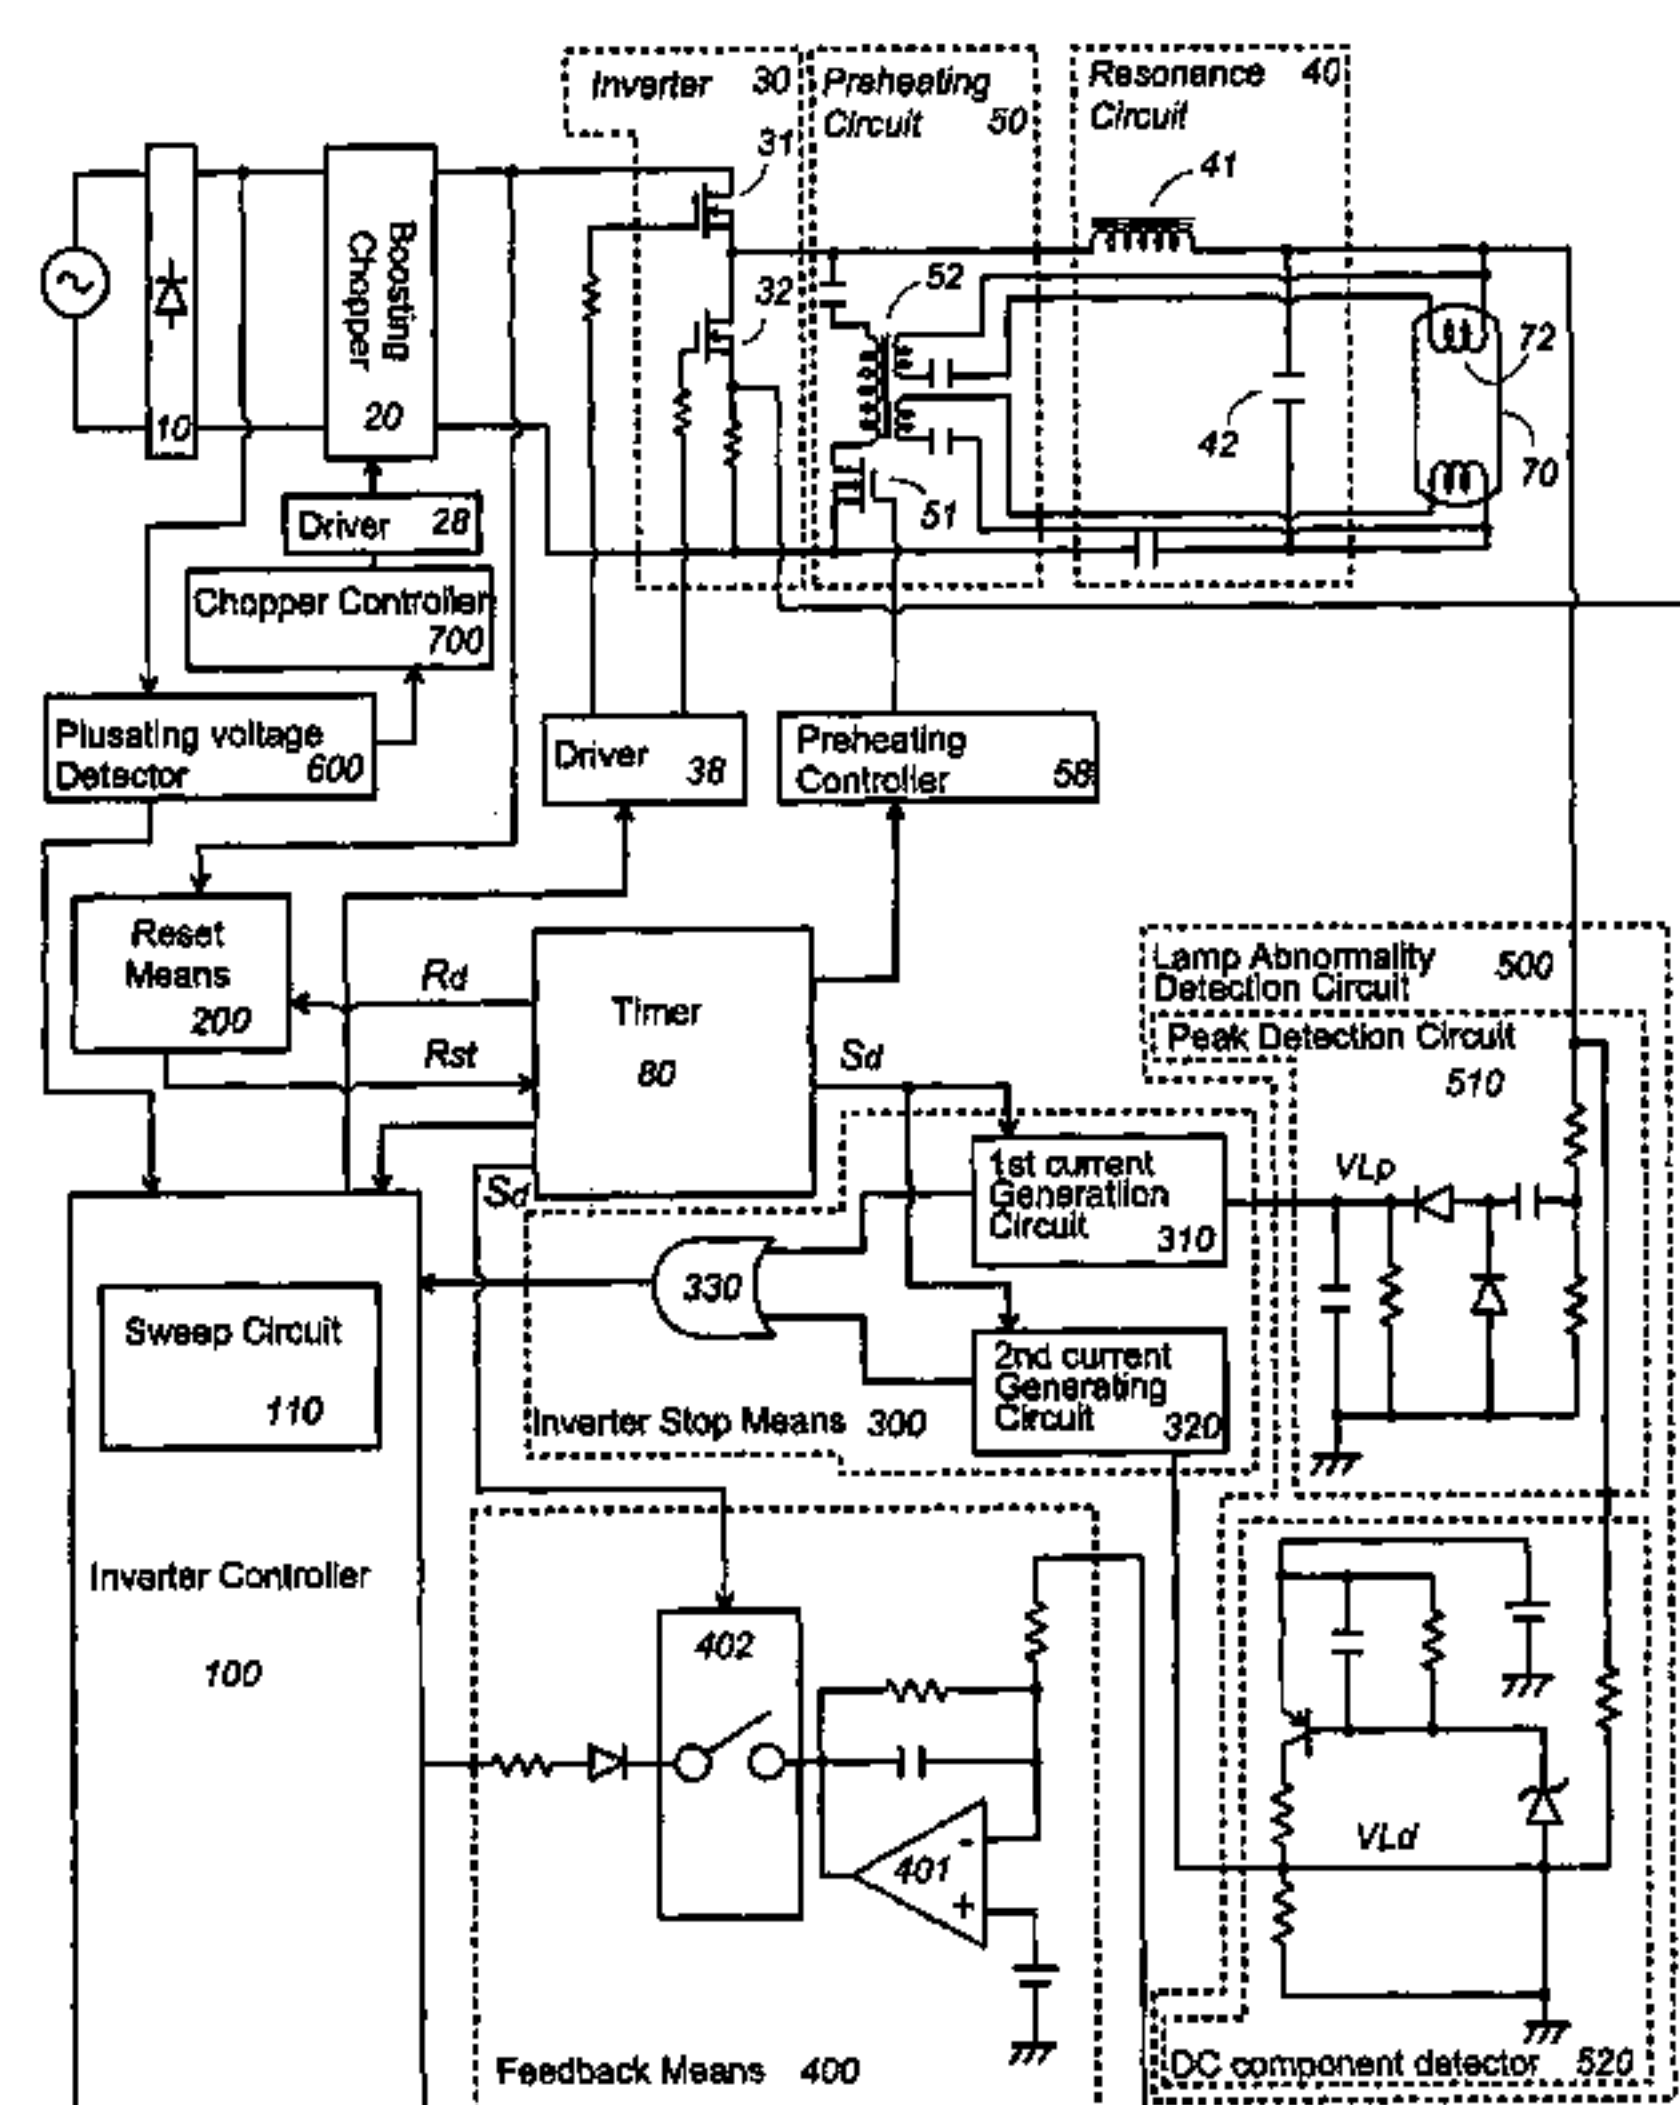 Inverter 30
Preheating
Circuit 50
Resonance 40
Circuit
31
41
Boosting
Chopper
20
10
32
52
72
42
70
51
Driver 28
Chopper Controller
700
Plusating voltage
Detector 600
Driver 38
Preheating
Controller 58
Reset
Means
200
Rd
Rst
Timer
80
Sd
Sd
Lamp Abnormality 500
Detection Circuit
Peak Detection Circuit
510
1st current
Generatiion
Circuit 310
VLp
330
Sweep Circuit
110
2nd current
Generating
Circuit 320
Inverter Stop Means 300
Inverter Controller
100
402
-
401
+
VLd
Feedback Means 400
DC component detector 520